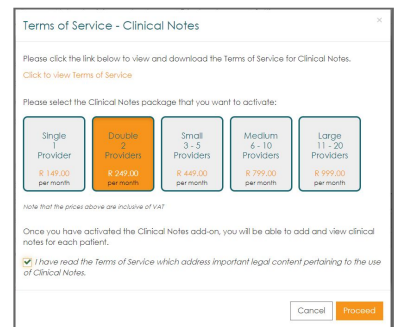 Terms of Service - Clinical Notes
×
Please click the link below to view and download the Terms of Service for Clinical Notes.
Click to view Terms of Service
Please select the Clinical Notes package that you want to activate:
Single
1
Provider
R 149.00
per month
Double
2
Providers
R 249.00
per month
Small
3 - 5
Providers
R 449.00
per month
Medium
6 - 10
Providers
R 799.00
per month
Large
11 - 20
Providers
R 999.00
per month
Note that the prices above are inclusive of VAT
Once you have activated the Clinical Notes add-on, you will be able to add and view clinical
notes for each patient.
I have read the Terms of Service which address important legal content pertaining to the use
of Clinical Notes.
Cancel
Proceed